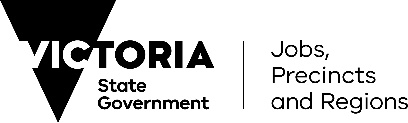 VICTORIA
State
Government
Jobs,
Precincts
and Regions